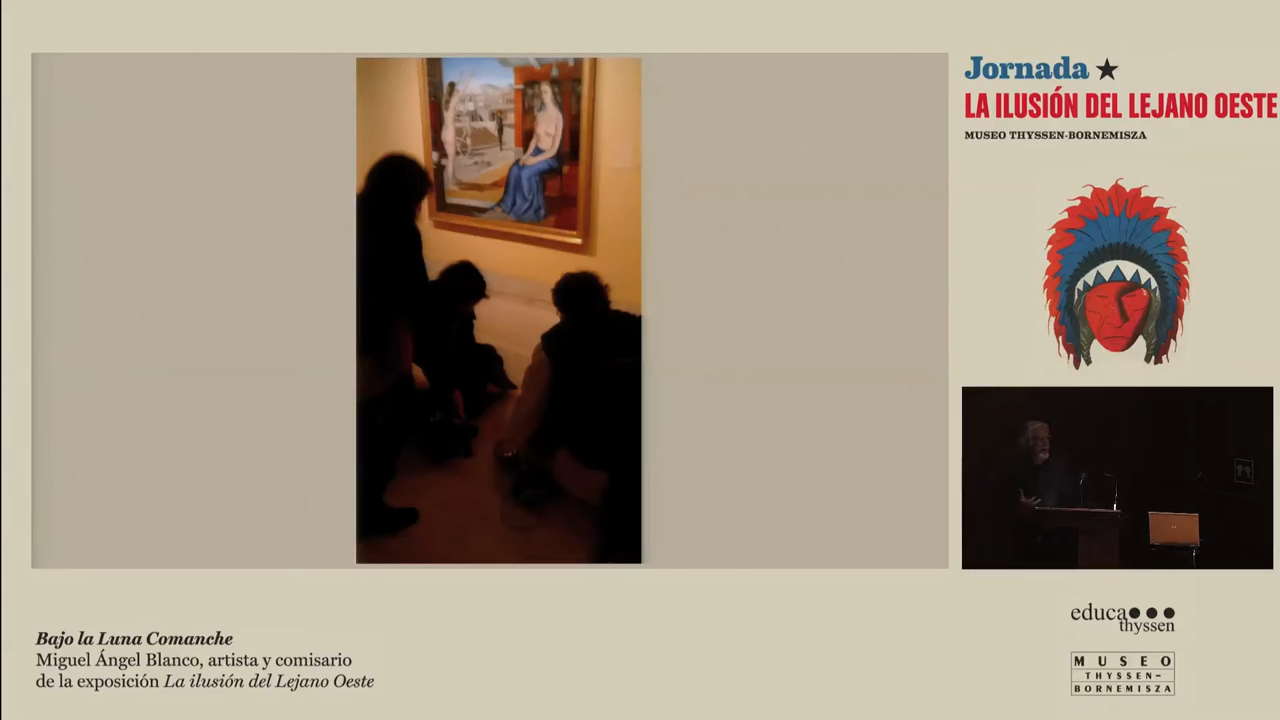 Jornada
LA ILUSIÓN DEL LEJANO OESTE
MUSEO THYSSEN-BORNEMISZA
Bajo la Luna Comanche
Miguel Ángel Blanco, artista y comisario
de la exposición La ilusión del Lejano Oeste
educa
thyssen
MUSEO
THYSSEN-
BORNEMISZA